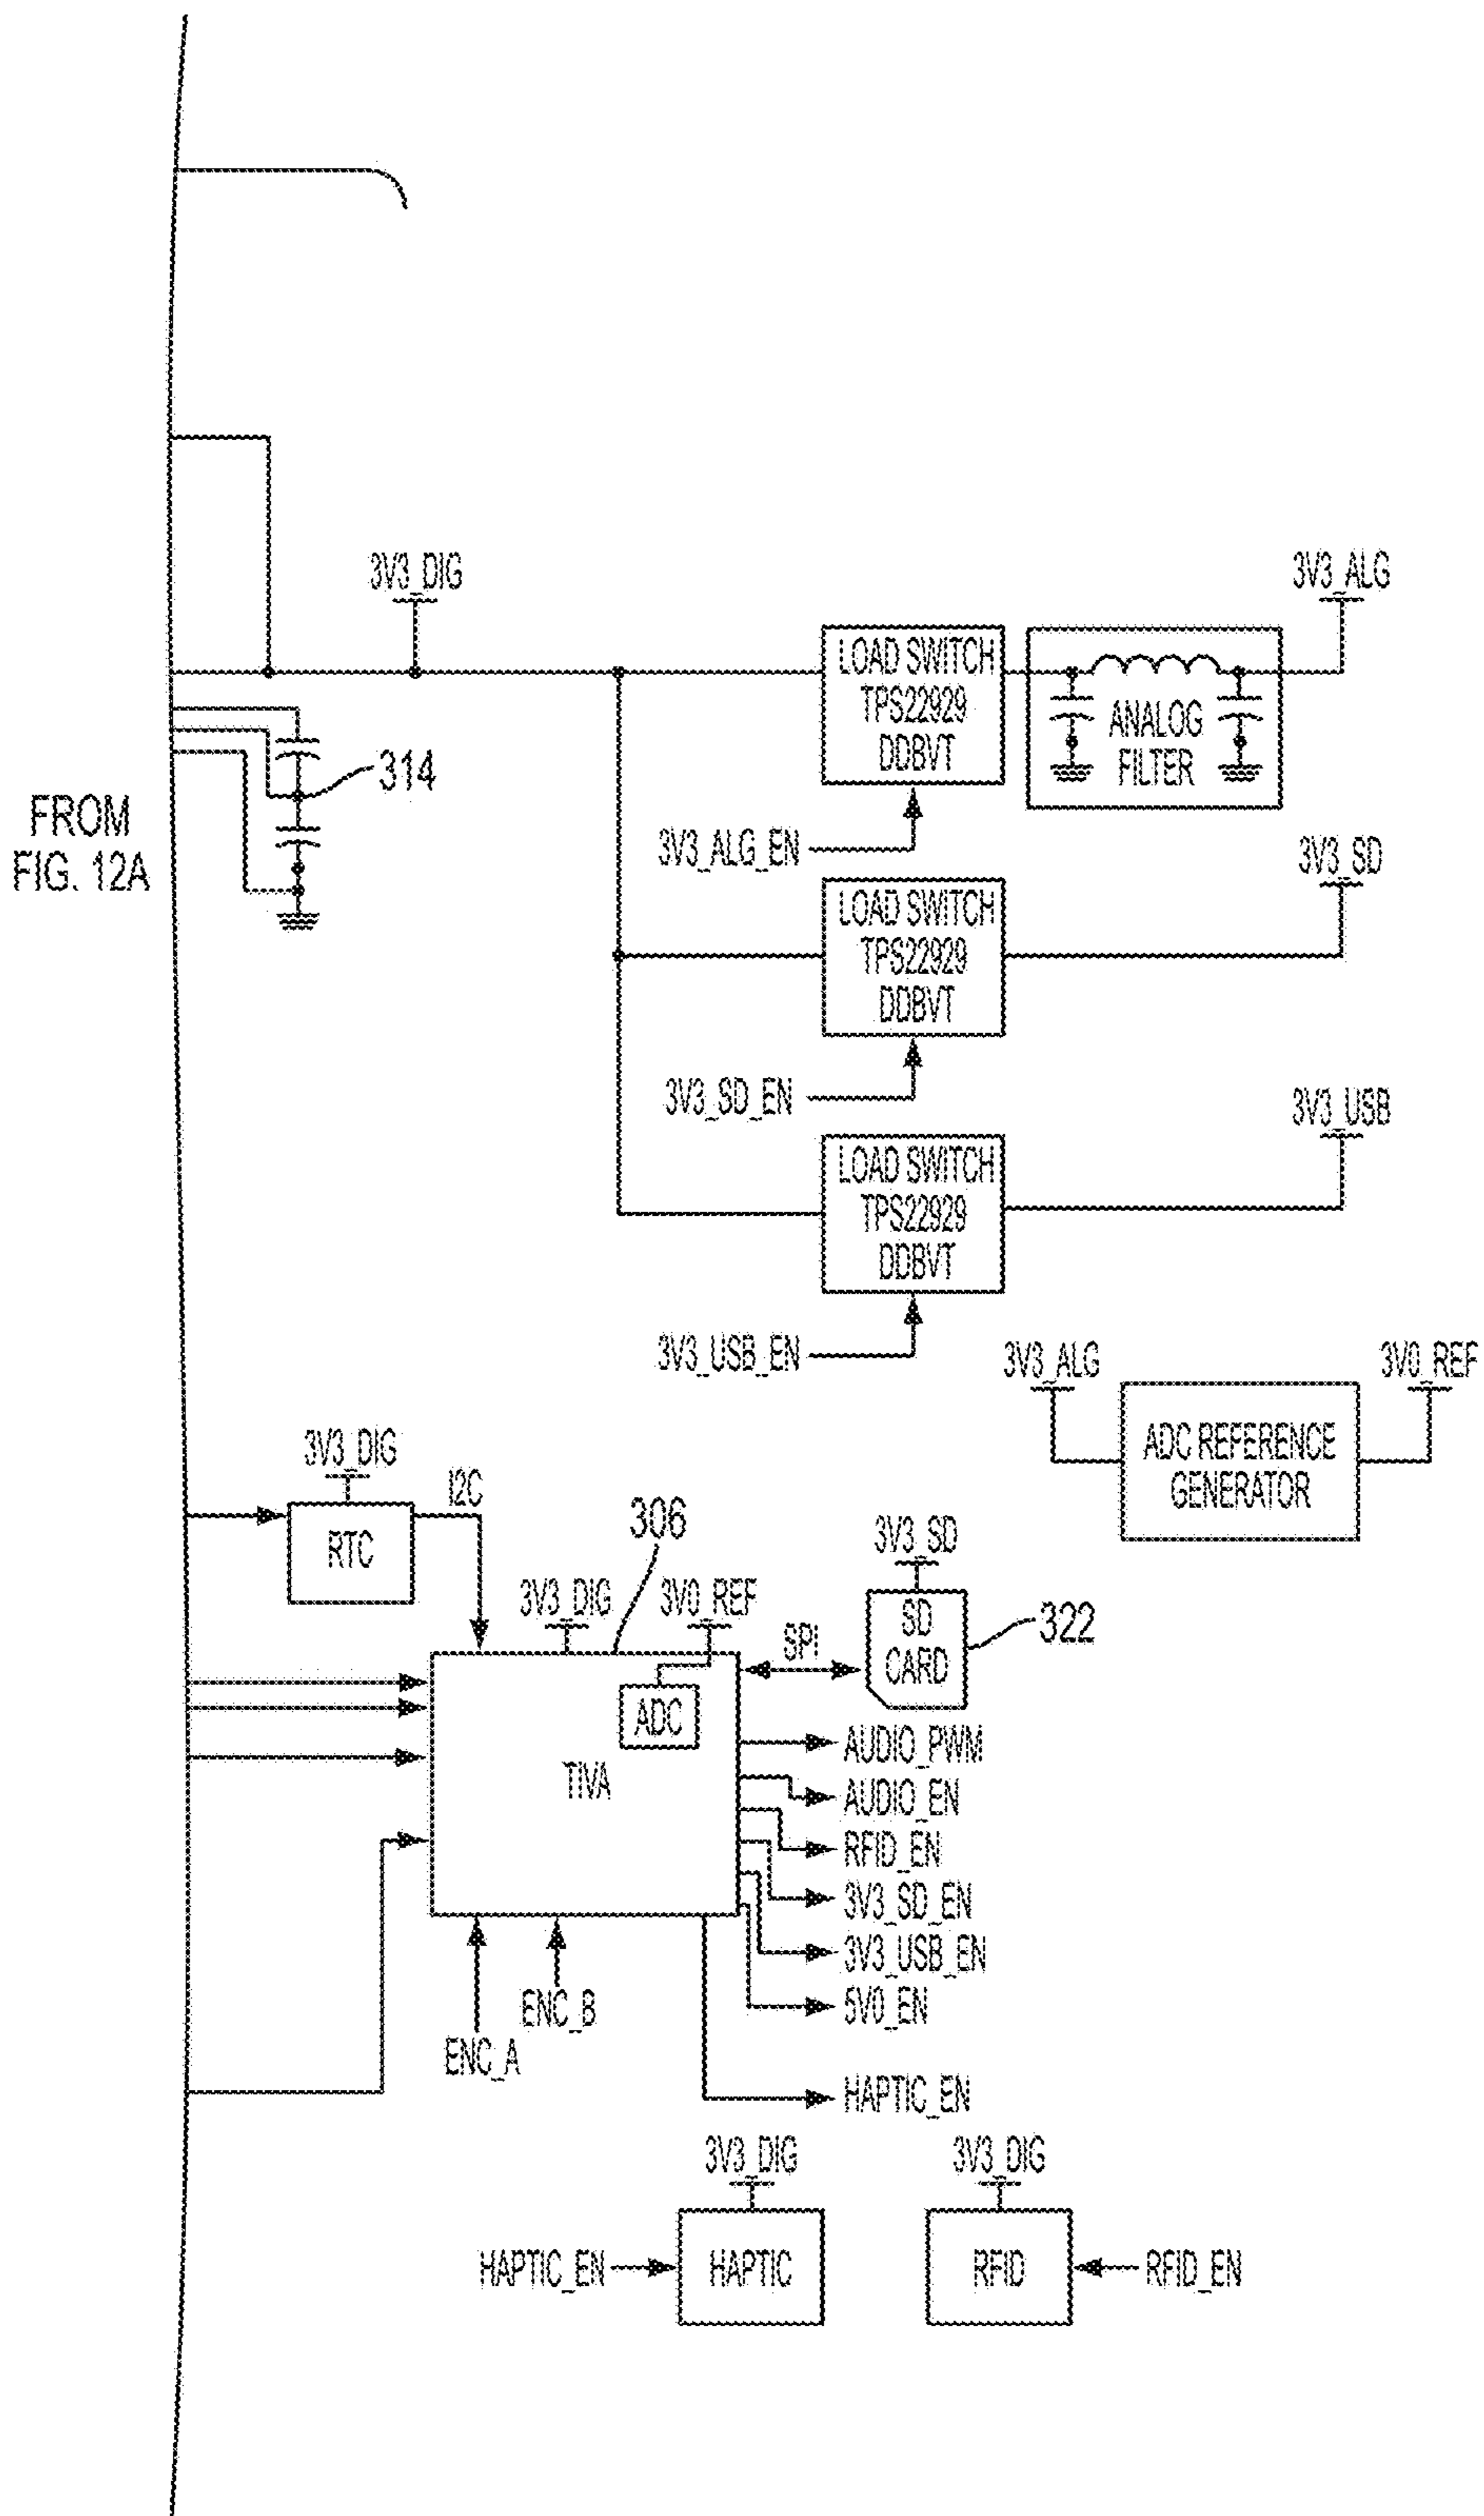 3V3_DIG
3V3_ALG
LOAD SWITCH
TPS22929
DDBVT
ANALOG
FILTER
314
FROM
FIG. 12A
3V3_ALG_EN
3V3_SD
LOAD SWITCH
TPS22929
DDBVT
3V3_SD_EN
3V3_USB
LOAD SWITCH
TPS22929
DDBVT
3V3_USB_EN
3V3_ALG
3V0_REF
ADC REFERENCE
GENERATOR
3V3_DIG
I2C
RTC
306
3V3_SD
3V3_DIG
3V0_REF
SPI
SD
CARD
322
ADC
TIVA
AUDIO_PWM
AUDIO_EN
RFID_EN
3V3_SD_EN
3V3_USB_EN
5V0_EN
ENC_B
ENC_A
HAPTIC_EN
3V3_DIG
3V3_DIG
HAPTIC_EN
HAPTIC
RFID
RFID_EN